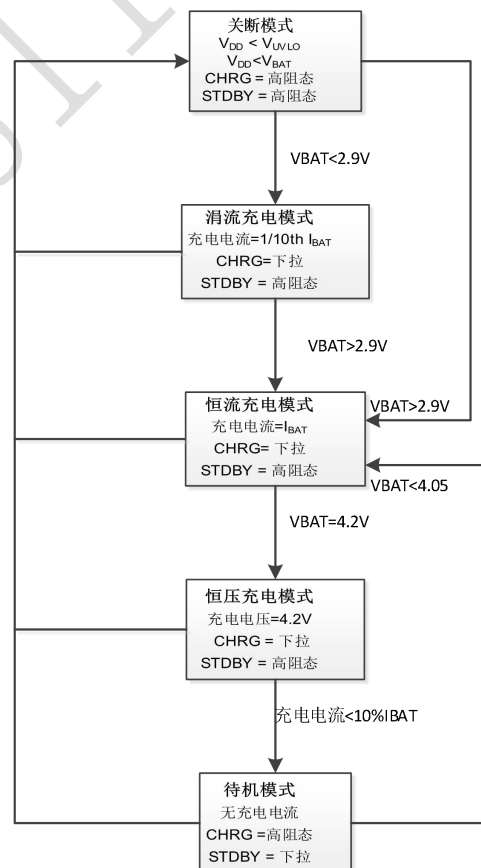 关断模式
VDD < VUVLO
VDD<VBAT
CHRG = 高阻态
STDBY = 高阻态
VBAT<2.9V
涓流充电模式
充电电流=1/10th IBAT
CHRG=下拉
STDBY = 高阻态
VBAT>2.9V
恒流充电模式
充电电流=IBAT
CHRG= 下拉
STDBY = 高阻态
VBAT>2.9V
VBAT<4.05
VBAT=4.2V
恒压充电模式
充电电压=4.2V
CHRG = 下拉
STDBY = 高阻态
充电电流<10%IBAT
待机模式
无充电电流
CHRG =高阻态
STDBY = 下拉